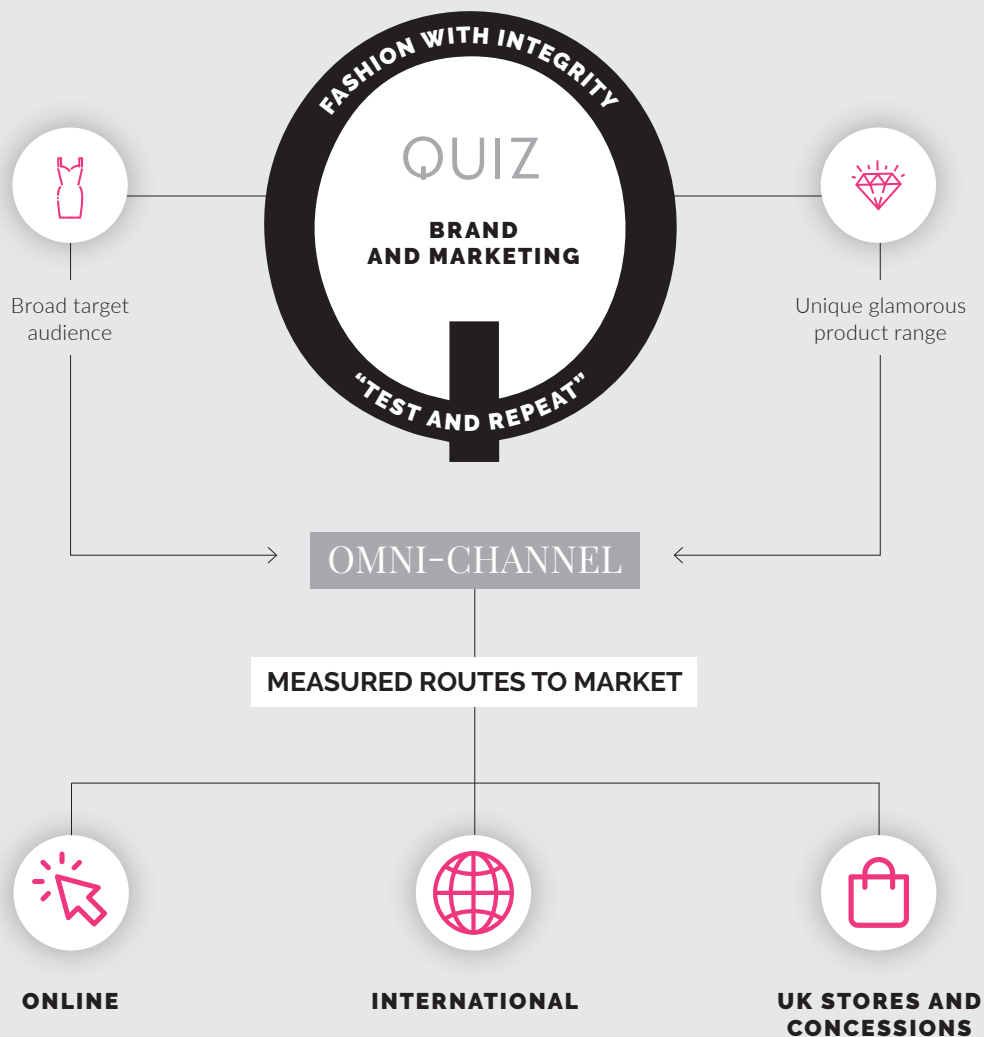 FASHION WITH INTEGRITY
QUIZ
BRAND
AND MARKETING
"TEST AND REPEAT"
Broad target
audience
Unique glamorous
product range
OMNI-CHANNEL
MEASURED ROUTES TO MARKET
ONLINE
INTERNATIONAL
UK STORES AND
CONCESSIONS